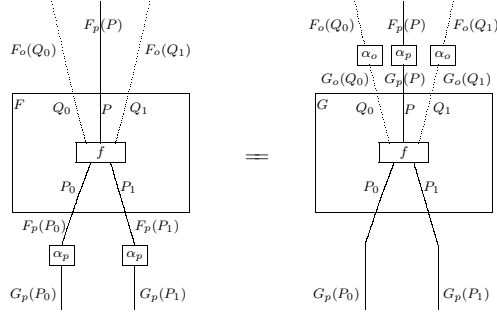 F_p(P)
F_o(Q_0) F_o(Q_1)
F Q_0 P Q_1
f
P_0 P_1
F_p(P_0) F_p(P_1)
α_p α_p
G_p(P_0) G_p(P_1)
=
F_o(Q_0) F_p(P) F_o(Q_1)
α_o α_p α_o
G_o(Q_0) G_p(P) G_o(Q_1)
G Q_0 P Q_1
f
P_0 P_1
G_p(P_0) G_p(P_1)